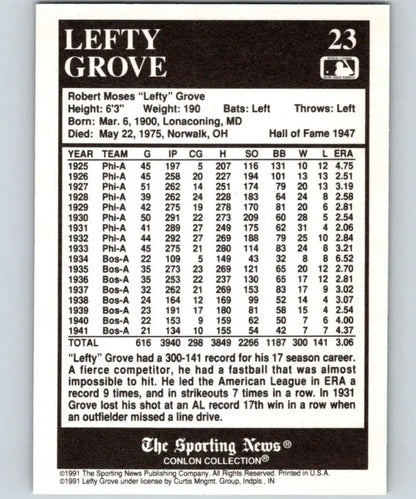 LEFTY
GROVE
23
Robert Moses "Lefty" Grove
Height: 6'3" Weight: 190 Bats: Left Throws: Left
Born: Mar. 6, 1900, Lonaconing, MD
Died: May 22, 1975, Norwalk, OH Hall of Fame 1947
YEAR TEAM G IP CG H SO BB W L ERA
1925 Phi-A 45 197 5 207 116 131 10 12 4.75
1926 Phi-A 45 258 20 227 194 101 13 13 2.51
1927 Phi-A 51 262 14 251 174 79 20 13 3.19
1928 Phi-A 39 262 24 228 183 64 24 8 2.58
1929 Phi-A 42 275 19 278 170 81 20 6 2.81
1930 Phi-A 50 291 22 273 209 60 28 5 2.54
1931 Phi-A 41 289 27 249 175 62 31 4 2.06
1932 Phi-A 44 292 27 269 188 79 25 10 2.84
1933 Phi-A 45 275 21 280 114 83 24 8 3.21
1934 Bos-A 22 109 5 149 43 32 8 8 6.52
1935 Bos-A 35 273 23 269 121 65 20 12 2.70
1936 Bos-A 35 253 22 237 130 65 17 12 2.81
1937 Bos-A 32 262 21 269 153 83 17 9 3.02
1938 Bos-A 24 164 12 169 99 52 14 4 3.07
1939 Bos-A 23 191 17 180 81 58 15 4 2.54
1940 Bos-A 22 153 9 159 62 50 7 6 4.00
1941 Bos-A 21 134 10 155 54 42 7 7 4.37
TOTAL 616 3940 298 3849 2266 1187 300 141 3.06
"Lefty" Grove had a 300-141 record for his 17 season career.
A fierce competitor, he had a fastball that was almost
impossible to hit. He led the American League in ERA a
record 9 times, and in strikeouts 7 times in a row. In 1931
Grove lost his shot at an AL record 17th win in a row when
an outfielder missed a line drive.
The Sporting News®
CONLON COLLECTION®
©1991 The Sporting News Publishing Company. All Rights Reserved. Printed in U.S.A.
©1991 Lefty Grove under license by Curtis Mngmt. Group, Indpls., IN